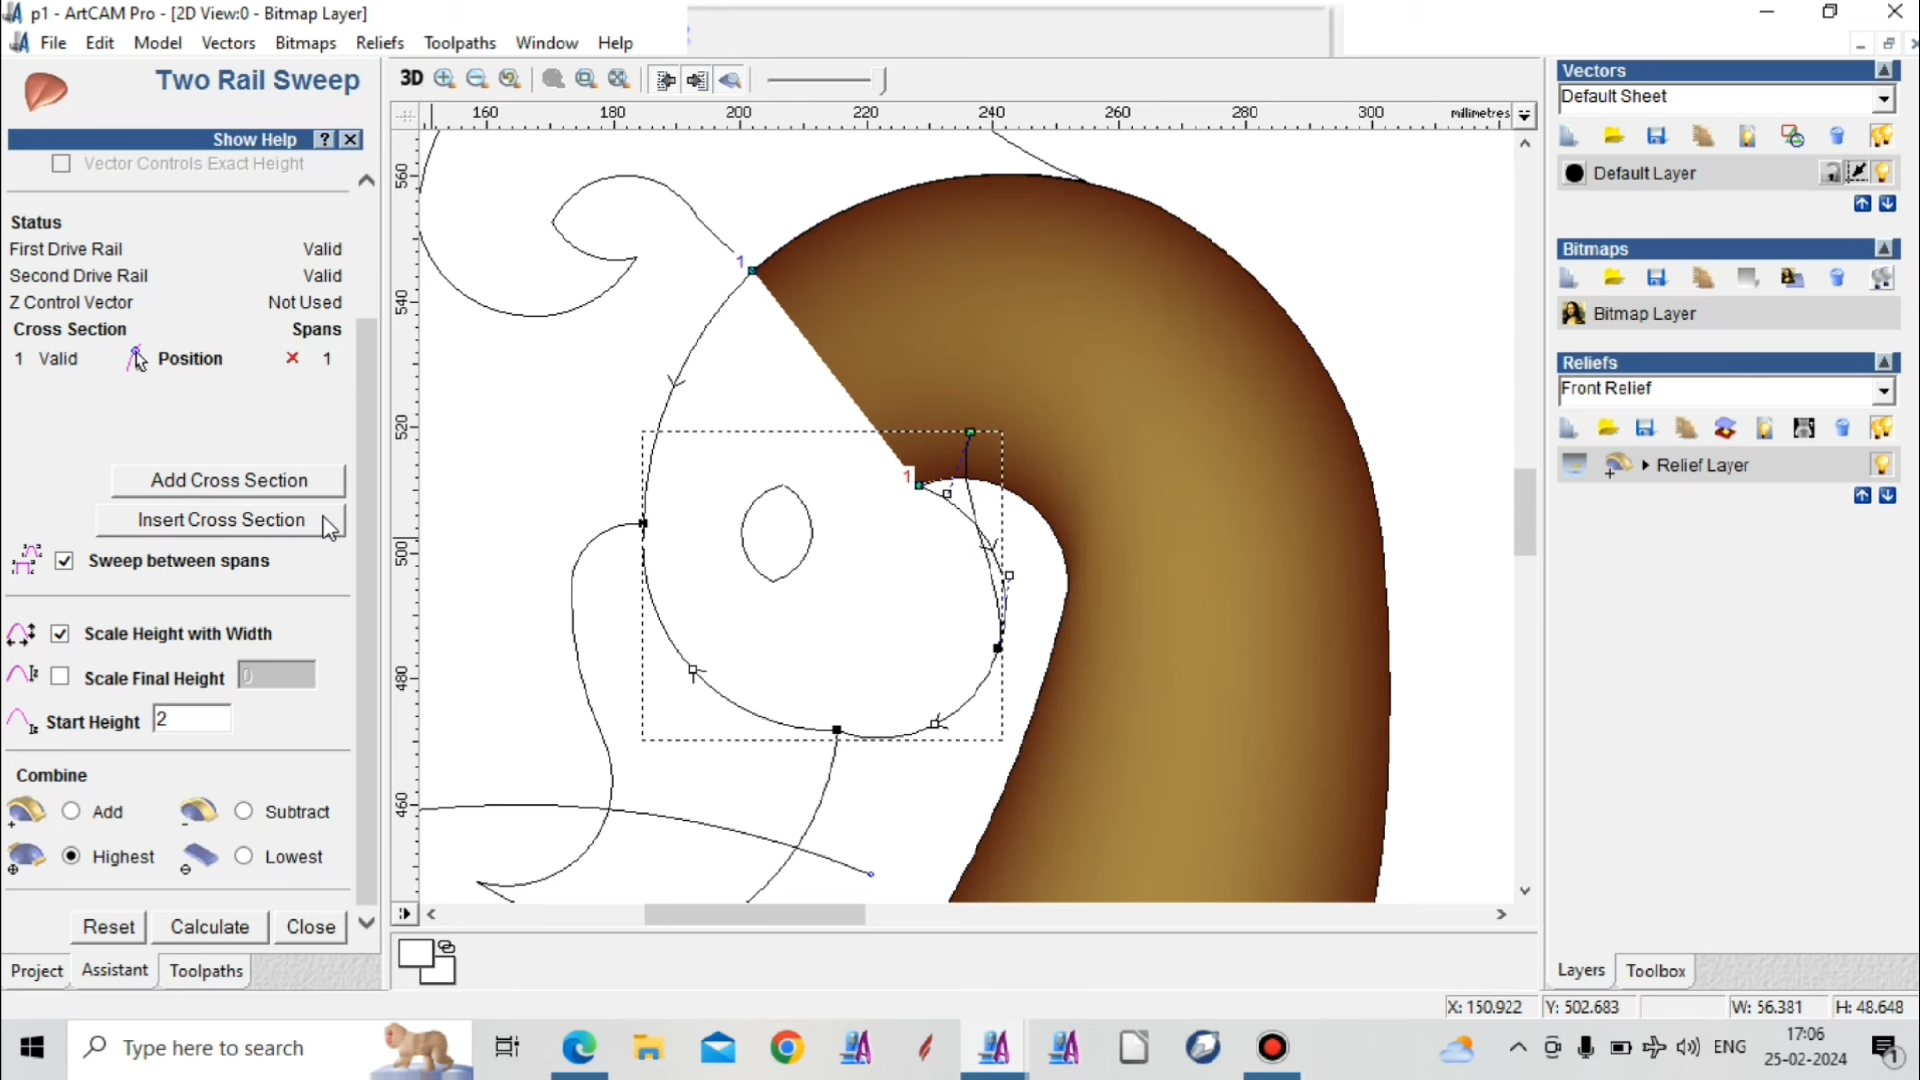 p1 - ArtCAM Pro - [2D View:0 - Bitmap Layer]
File Edit Model Vectors Bitmaps Reliefs Toolpaths Window Help
Two Rail Sweep
Show Help ?
Vector Controls Exact Height
Status
First Drive Rail Valid
Second Drive Rail Valid
Z Control Vector Not Used
Cross Section Spans
1 Valid Position 1
Add Cross Section
Insert Cross Section
Sweep between spans
Scale Height with Width
Scale Final Height 0
Start Height 2
Combine
Add Subtract
Highest Lowest
Reset Calculate Close
Project Assistant Toolpaths
3D
160 180 200 220 240 260 280 300 millimetres
560
540
520
500
480
460
1
1
Vectors
Default Sheet
Default Layer
Bitmaps
Bitmap Layer
Reliefs
Front Relief
Relief Layer
Layers Toolbox
X: 150.922 Y: 502.683 W: 56.381 H: 48.648
Type here to search
ENG
17:06
25-02-2024
1